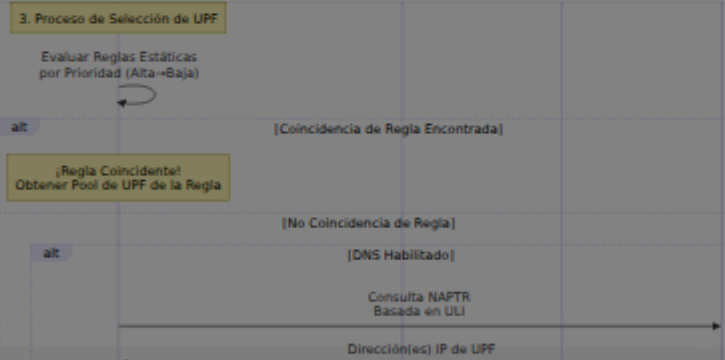 3. Proceso de Selección de UPF
Evaluar Reglas Estáticas
por Prioridad (Alta→Baja)
alt
[Coincidencia de Regla Encontrada]
¡Regla Coincidente!
Obtener Pool de UPF de la Regla
[No Coincidencia de Regla]
alt
[DNS Habilitado]
Consulta NAPTR
Basada en ULI
Dirección(es) IP de UPF